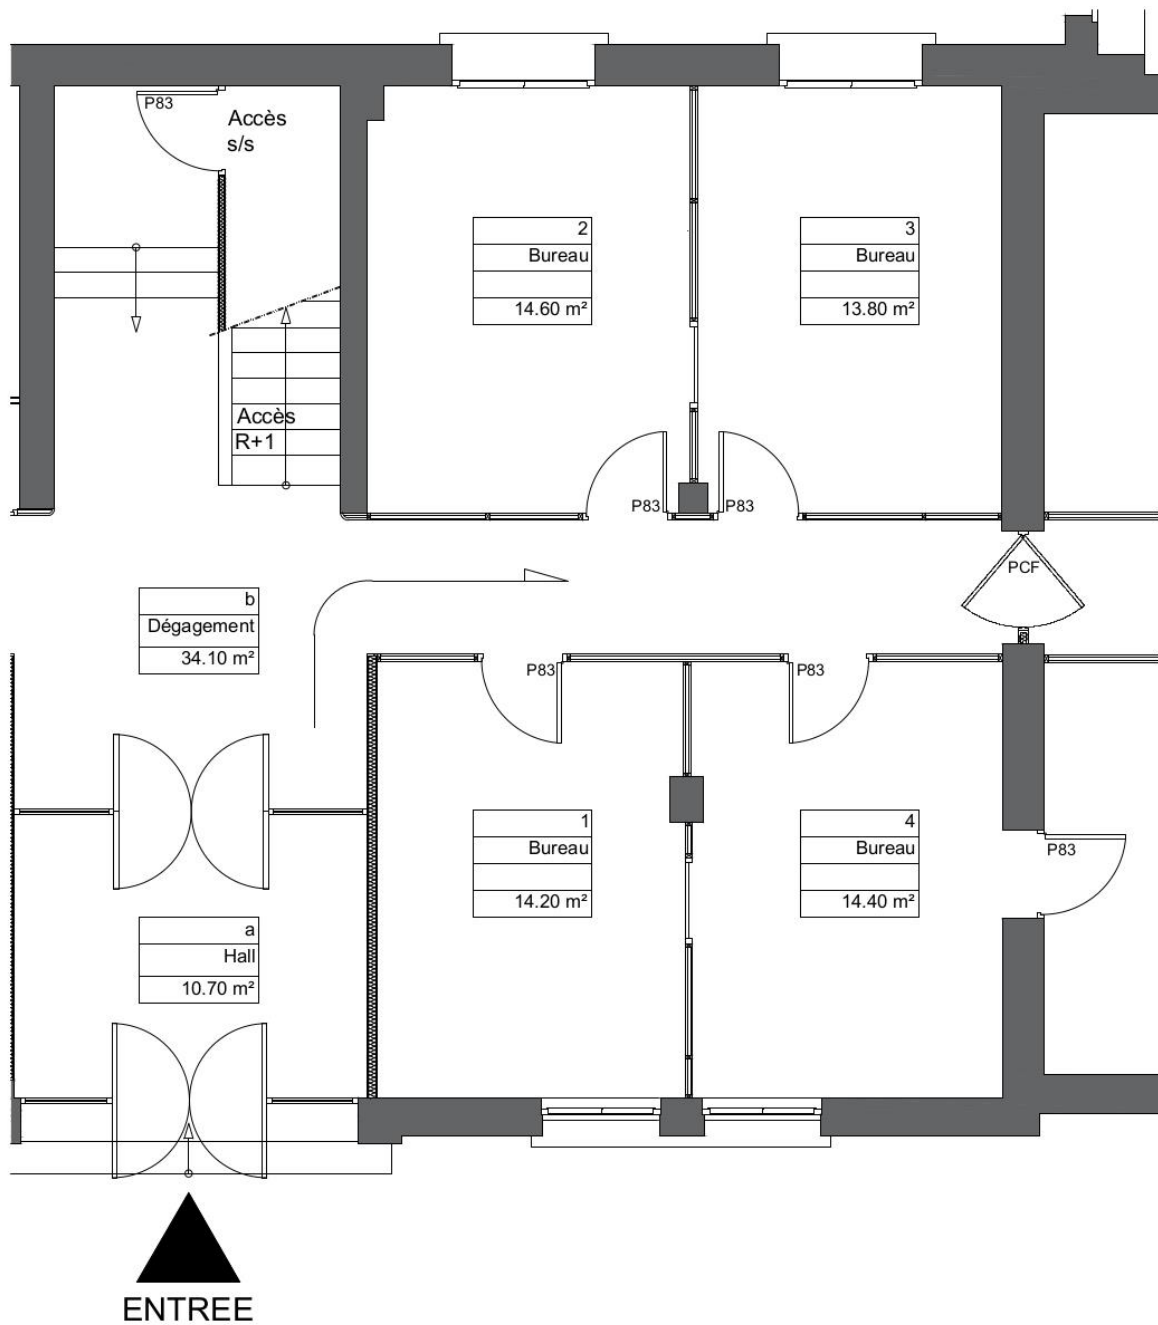 P83
Accès
s/s
2
Bureau
14.60 m²
3
Bureau
13.80 m²
Accès
R+1
P83
P83
PCF
b
Dégagement
34.10 m²
P83
P83
1
Bureau
14.20 m²
4
Bureau
14.40 m²
P83
a
Hall
10.70 m²
ENTREE